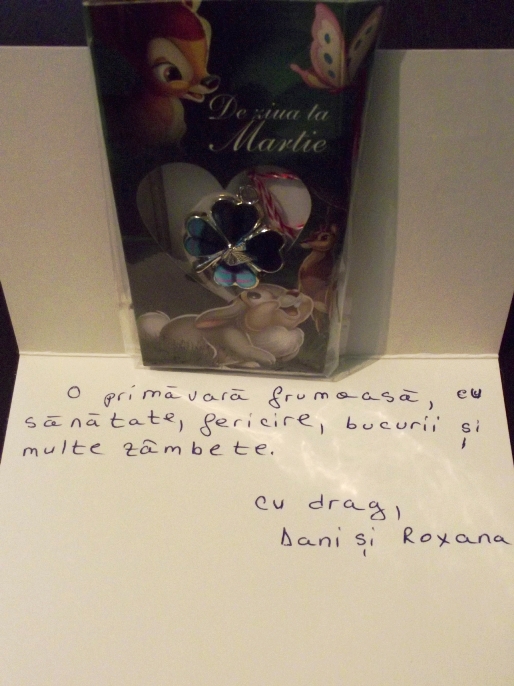 De ziua ta
Martie
O primăvară frumoasă, cu
sănătate, fericire, bucurii și
multe zâmbete.
cu drag,
Dani și Roxana